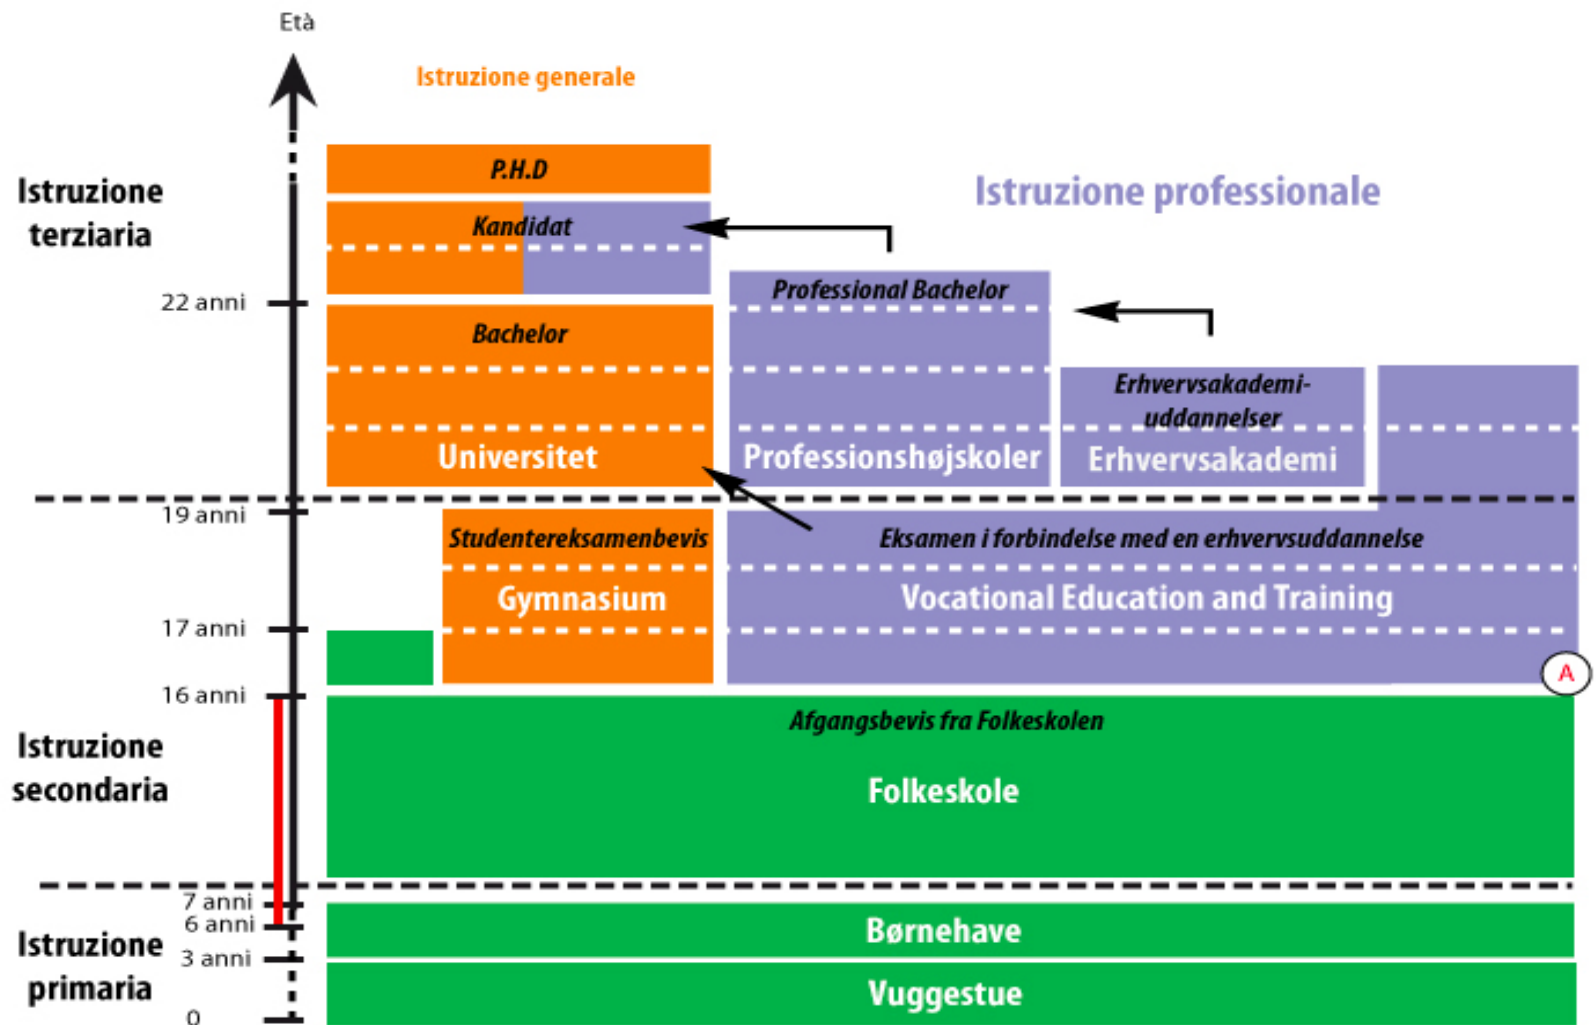 Età
Istruzione generale
P.H.D
Istruzione
terziaria
Istruzione professionale
Kandidat
22 anni
Professional Bachelor
Bachelor
Erhvervsakademi-
uddannelser
Universitet
Professionshøjskoler
Erhvervsakademi
19 anni
Studentereksamenbevis
Eksamen i forbindelse med en erhvervsuddannelse
Gymnasium
Vocational Education and Training
17 anni
A
16 anni
Afgangsbevis fra Folkeskolen
Istruzione
secondaria
Folkeskole
7 anni
6 anni
Børnehave
Istruzione
primaria
3 anni
Vuggestue
0